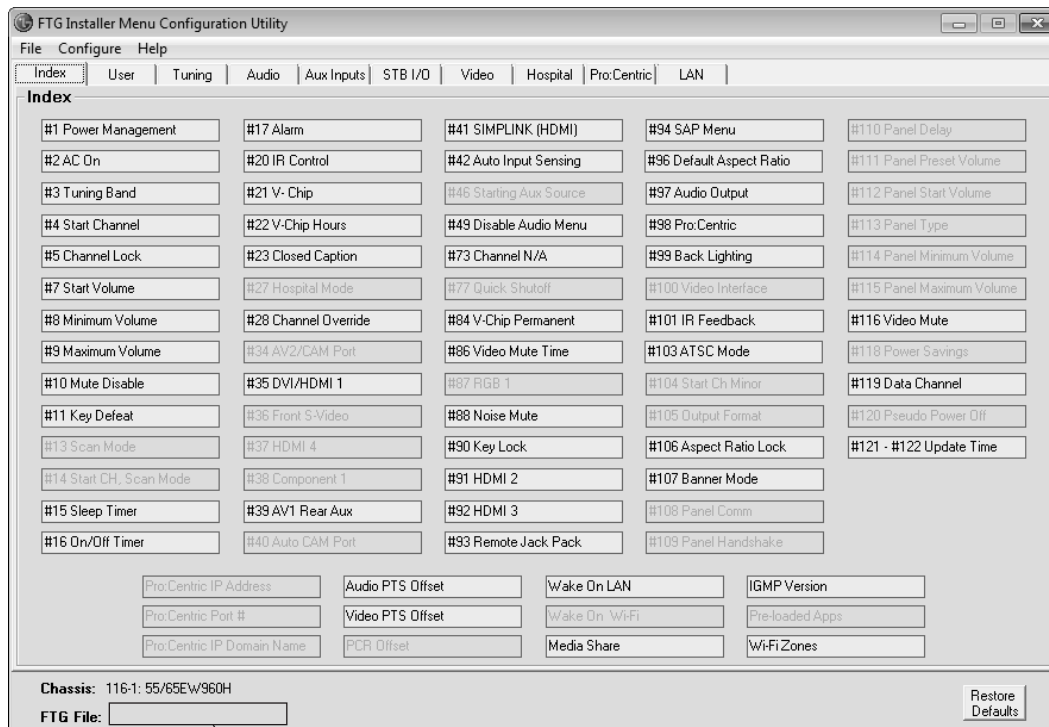 FTG Installer Menu Configuration Utility
File Configure Help
Index User Tuning Audio Aux Inputs STB I/O Video Hospital Pro:Centric LAN
Index
#1 Power Management #17 Alarm #41 SIMPLINK (HDMI) #94 SAP Menu #110 Panel Delay
#2 AC On #20 IR Control #42 Auto Input Sensing #96 Default Aspect Ratio #111 Panel Preset Volume
#3 Tuning Band #21 V- Chip #46 Starting Aux Source #97 Audio Output #112 Panel Start Volume
#4 Start Channel #22 V-Chip Hours #49 Disable Audio Menu #98 Pro:Centric #113 Panel Type
#5 Channel Lock #23 Closed Caption #73 Channel N/A #99 Back Lighting #114 Panel Minimum Volume
#7 Start Volume #27 Hospital Mode #77 Quick Shutoff #100 Video Interface #115 Panel Maximum Volume
#8 Minimum Volume #28 Channel Override #84 V-Chip Permanent #101 IR Feedback #116 Video Mute
#9 Maximum Volume #34 AV2/CAM Port #86 Video Mute Time #103 ATSC Mode #118 Power Savings
#10 Mute Disable #35 DVI/HDMI 1 #87 RGB 1 #104 Start Ch Minor #119 Data Channel
#11 Key Defeat #36 Front S-Video #88 Noise Mute #105 Output Format #120 Pseudo Power Off
#13 Scan Mode #37 HDMI 4 #90 Key Lock #106 Aspect Ratio Lock #121 - #122 Update Time
#14 Start CH, Scan Mode #38 Component 1 #91 HDMI 2 #107 Banner Mode
#15 Sleep Timer #39 AV1 Rear Aux #92 HDMI 3 #108 Panel Comm
#16 On/Off Timer #40 Auto CAM Port #93 Remote Jack Pack #109 Panel Handshake
Pro:Centric IP Address Audio PTS Offset Wake On LAN IGMP Version
Pro:Centric Port # Video PTS Offset Wake On Wi-Fi Pre-loaded Apps
Pro:Centric IP Domain Name PCR Offset Media Share Wi-Fi Zones
Chassis: 116-1: 55/65EW960H
FTG File:
Restore
Defaults